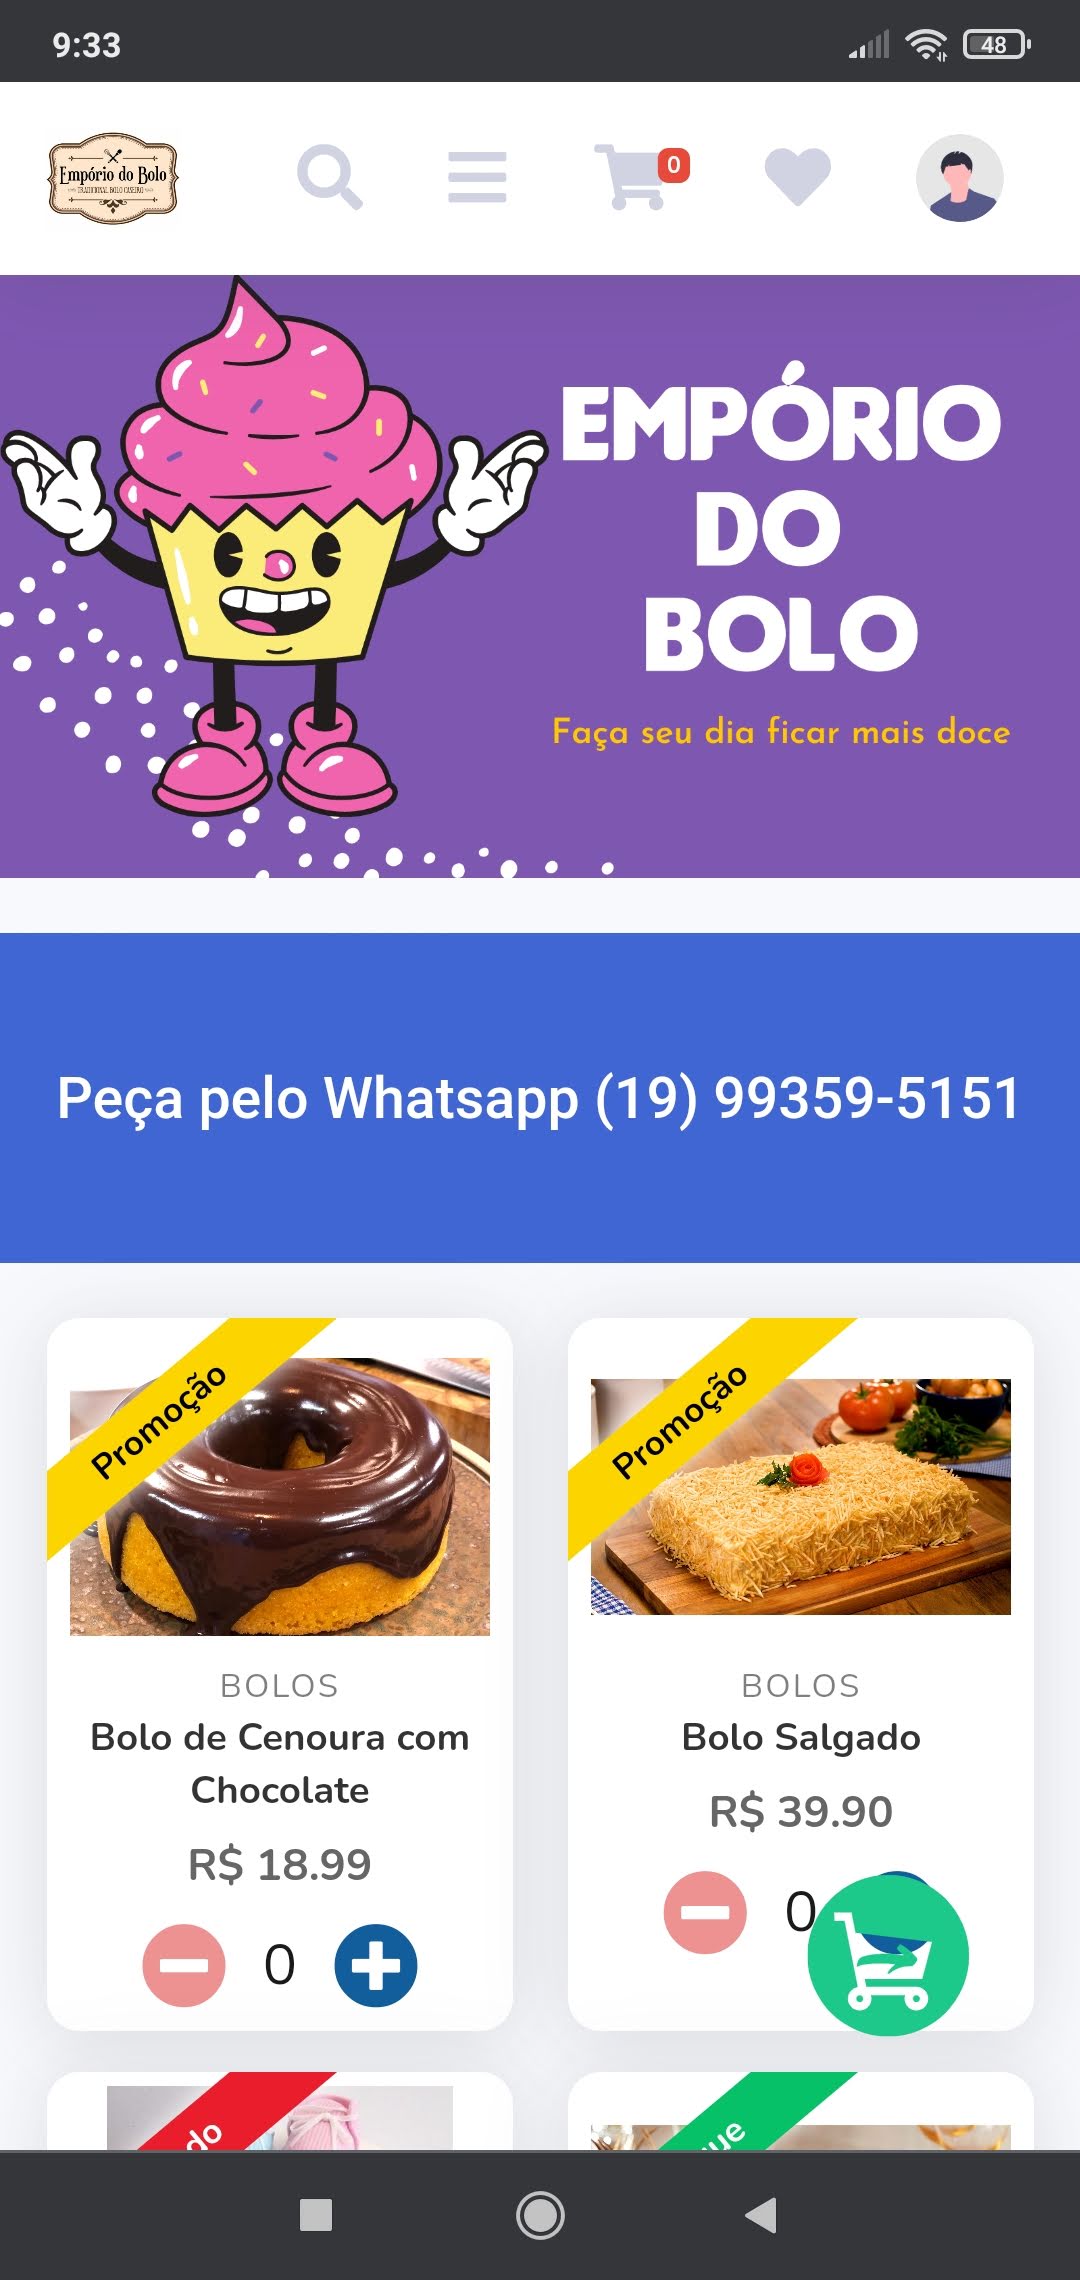 9:33
48
Empório do Bolo
TRADICIONAL BOLO CASEIRO
0
EMPÓRIO
DO
BOLO
Faça seu dia ficar mais doce
Peça pelo Whatsapp (19) 99359-5151
Promoção
BOLOS
Bolo de Cenoura com
Chocolate
R$ 18.99
0
Promoção
BOLOS
Bolo Salgado
R$ 39.90
0
do
ue